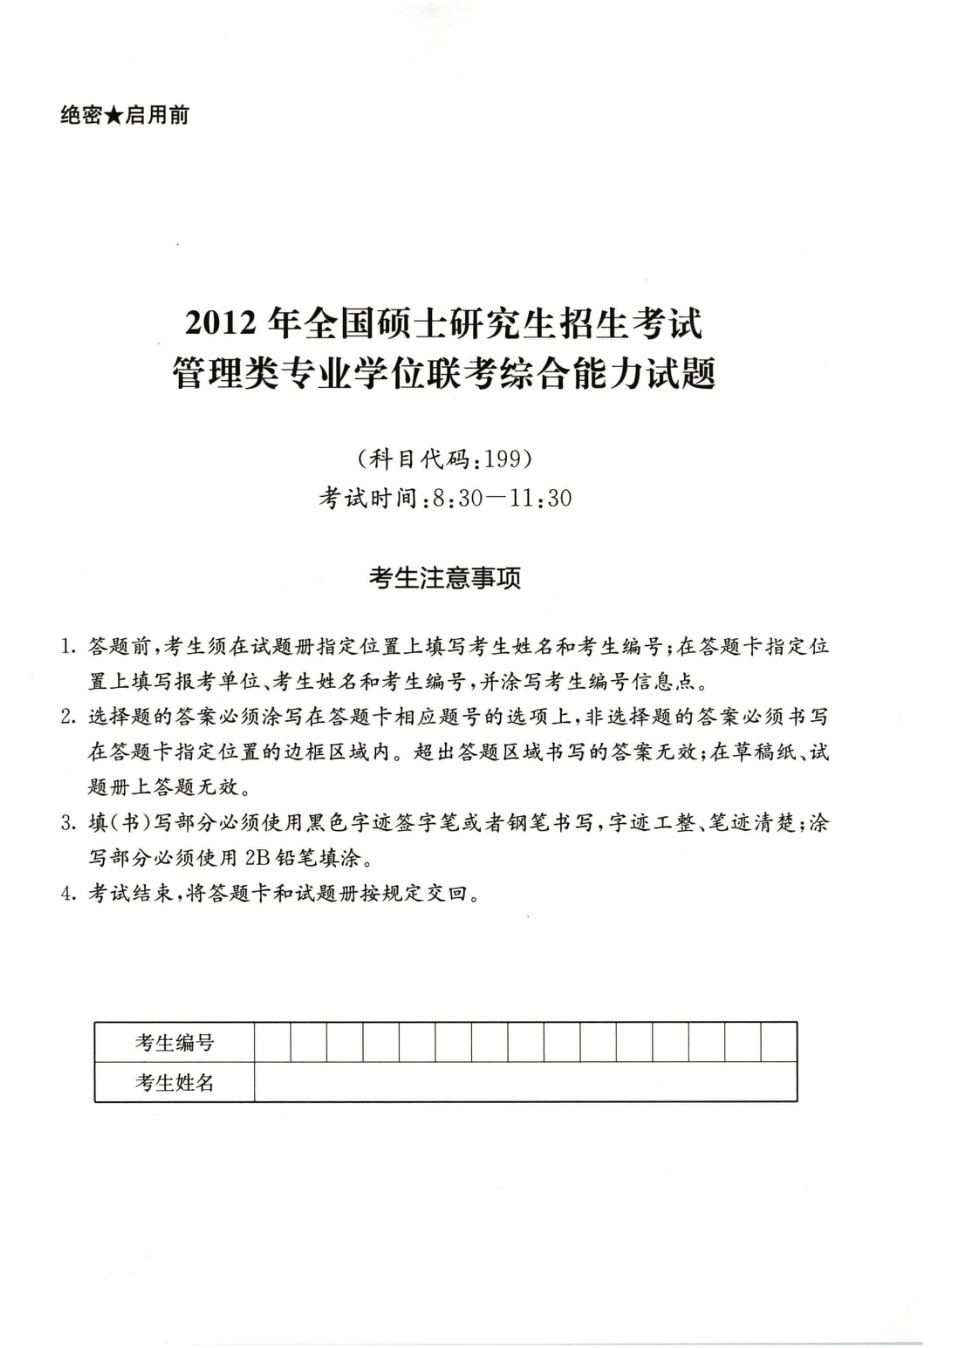 绝密★启用前
2012 年全国硕士研究生招生考试
管理类专业学位联考综合能力试题
(科目代码:199)
考试时间:8:30—11:30
考生注意事项
1. 答题前,考生须在试题册指定位置上填写考生姓名和考生编号;在答题卡指定位
置上填写报考单位、考生姓名和考生编号,并涂写考生编号信息点。
2. 选择题的答案必须涂写在答题卡相应题号的选项上,非选择题的答案必须书写
在答题卡指定位置的边框区域内。超出答题区域书写的答案无效;在草稿纸、试
题册上答题无效。
3. 填(书)写部分必须使用黑色字迹签字笔或者钢笔书写,字迹工整、笔迹清楚;涂
写部分必须使用 2B 铅笔填涂。
4. 考试结束,将答题卡和试题册按规定交回。
考生编号
考生姓名